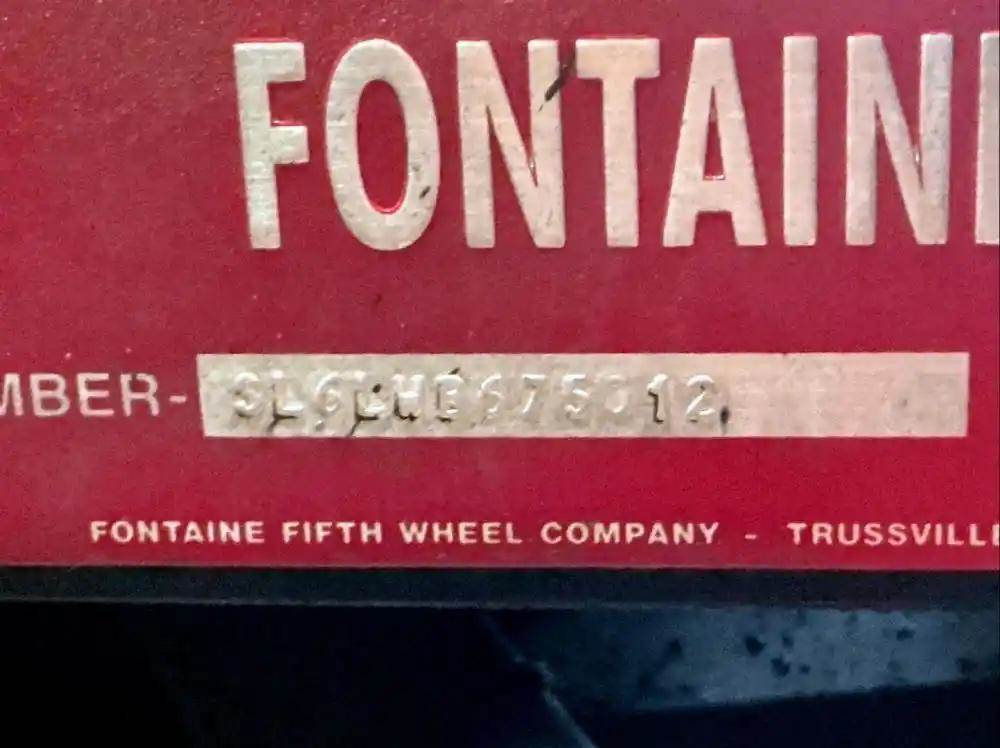 FONTAIN
MBER-
FONTAINE FIFTH WHEEL COMPANY - TRUSSVILL